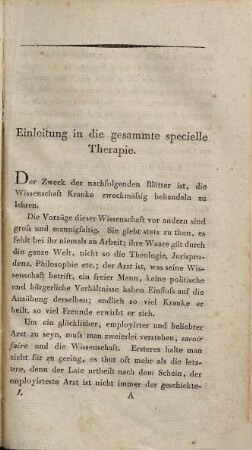 Einleitung in die gesammte specielle
Therapie.
Der Zweck der nachfolgenden Blätter ist, die
Wissenschaft Kranke zweckmäßig behandeln zu
lehren.
Die Vorzüge dieser Wissenschaft vor andern sind
groß und mennigfaltig. Sie giebt stets zu thun, es
fehlt bei ihr niemals an Arbeit; ihre Waare gilt durch
die ganze Welt, nicht so die Theologie, Jurispru-
denz, Philosophie etc.; der Arzt ist, was seine Wis-
senschaft betrift, ein freier Mann, keine politische
und bürgerliche Verhältnisse haben Einfluß auf die
Ausübung derselben; endlich so viel Kranke er
heilt, so viel Freunde erwirbt er sich.
Um ein glücklicher, employirter und beliebter
Arzt zu seyn, muß man zweierlei verstehen, savoir
faire und die Wissenschaft. Ersteres halte man
nicht für zu gering, es thut oft mehr als die letz-
tere, denn der Laie urtheilt nach dem Schein, der
employirteste Arzt ist nicht immer der geschickte-
I. A